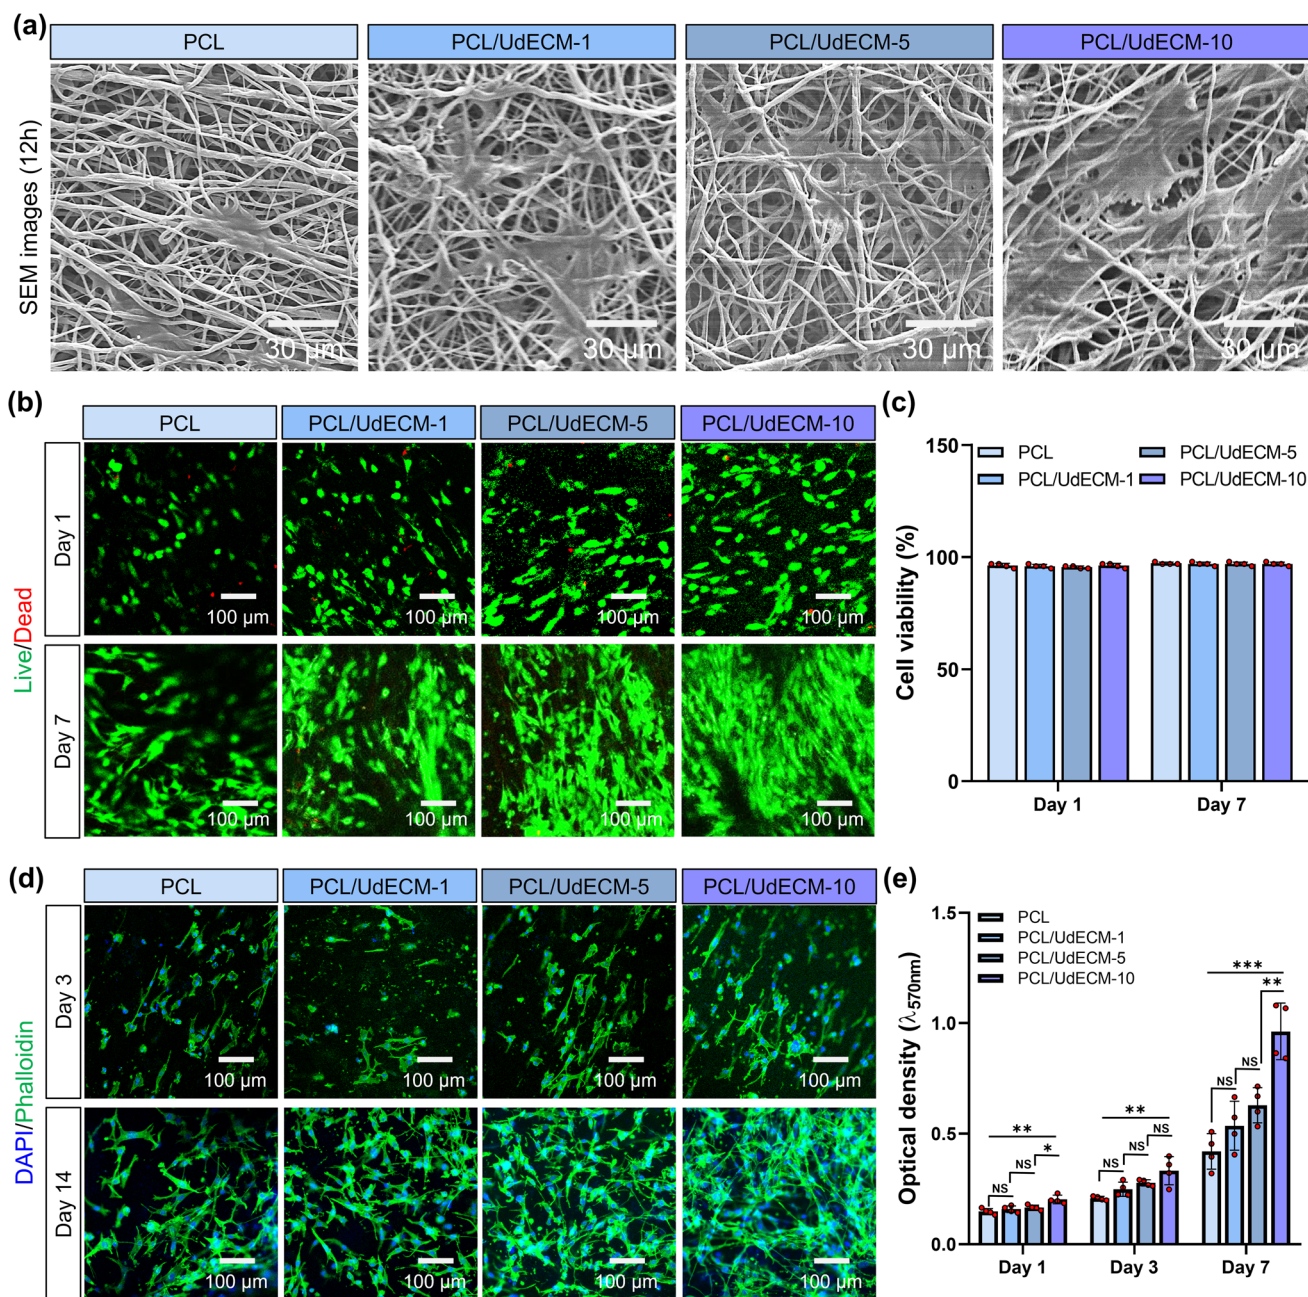 (a)
PCL
PCL/UdECM-1
PCL/UdECM-5
PCL/UdECM-10
SEM images (12h)
30 μm
30 μm
30 μm
30 μm
(b)
PCL
PCL/UdECM-1
PCL/UdECM-5
PCL/UdECM-10
Live/Dead
Day 1
100 μm
100 μm
100 μm
100 μm
Day 7
100 μm
100 μm
100 μm
100 μm
(c)
150
100
50
0
Cell viability (%)
PCL
PCL/UdECM-1
PCL/UdECM-5
PCL/UdECM-10
Day 1
Day 7
(d)
PCL
PCL/UdECM-1
PCL/UdECM-5
PCL/UdECM-10
DAPI/Phalloidin
Day 3
100 μm
100 μm
100 μm
100 μm
Day 14
100 μm
100 μm
100 μm
100 μm
(e)
1.5
1.0
0.5
0.0
Optical density (λ570nm)
PCL
PCL/UdECM-1
PCL/UdECM-5
PCL/UdECM-10
**
*
NS
NS
**
NS
NS
NS
***
**
NS
NS
Day 1
Day 3
Day 7